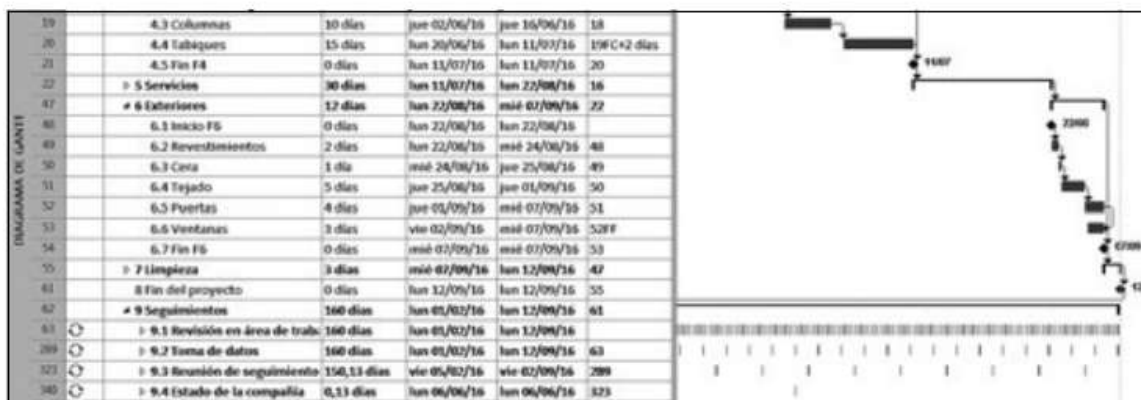 DIAGRAMA DE GANTT
19 4.3 Columnas 10 días jue 02/06/16 jue 16/06/16 18
20 4.4 Tabiques 15 días lun 20/06/16 lun 11/07/16 19FC+2 días
21 4.5 Fin F4 0 días lun 11/07/16 lun 11/07/16 20 11/07
22 5 Servicios 30 días lun 11/07/16 lun 22/08/16 16
47 6 Exteriores 12 días lun 22/08/16 mié 07/09/16 22
48 6.1 Inicio F6 0 días lun 22/08/16 lun 22/08/16
49 6.2 Revestimientos 2 días lun 22/08/16 mié 24/08/16 48
50 6.3 Cera 1 día mié 24/08/16 jue 25/08/16 49
51 6.4 Tejado 5 días jue 25/08/16 jue 01/09/16 50
52 6.5 Puertas 4 días jue 01/09/16 mié 07/09/16 51
53 6.6 Ventanas 3 días vie 02/09/16 mié 07/09/16 52FF
54 6.7 Fin F6 0 días mié 07/09/16 mié 07/09/16 53 07/09
55 7 Limpieza 3 días mié 07/09/16 lun 12/09/16 47
61 8 Fin del proyecto 0 días lun 12/09/16 lun 12/09/16 55 12
62 9 Seguimientos 160 días lun 01/02/16 lun 12/09/16 61
63 9.1 Revisión en área de traba 160 días lun 01/02/16 lun 12/09/16
289 9.2 Toma de datos 160 días lun 01/02/16 lun 12/09/16 63
323 9.3 Reunión de seguimiento 150,13 días vie 05/02/16 vie 02/09/16 289
340 9.4 Estado de la compañía 0,13 días lun 06/06/16 lun 06/06/16 323